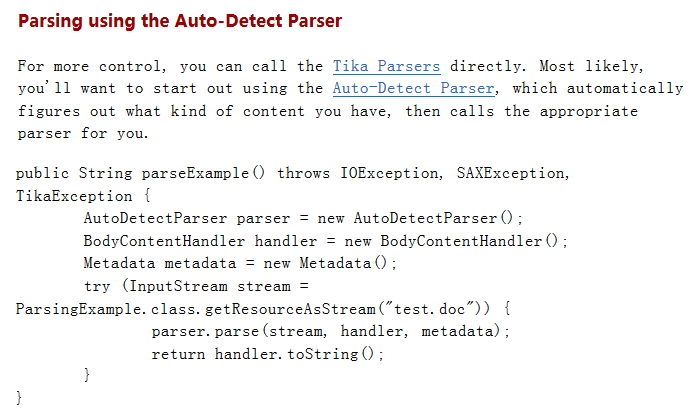 Parsing using the Auto-Detect Parser
For more control, you can call the Tika Parsers directly. Most likely,
you'll want to start out using the Auto-Detect Parser, which automatically
figures out what kind of content you have, then calls the appropriate
parser for you.
public String parseExample() throws IOException, SAXException,
TikaException {
        AutoDetectParser parser = new AutoDetectParser();
        BodyContentHandler handler = new BodyContentHandler();
        Metadata metadata = new Metadata();
        try (InputStream stream =
ParsingExample.class.getResourceAsStream("test.doc")) {
                parser.parse(stream, handler, metadata);
                return handler.toString();
        }
}